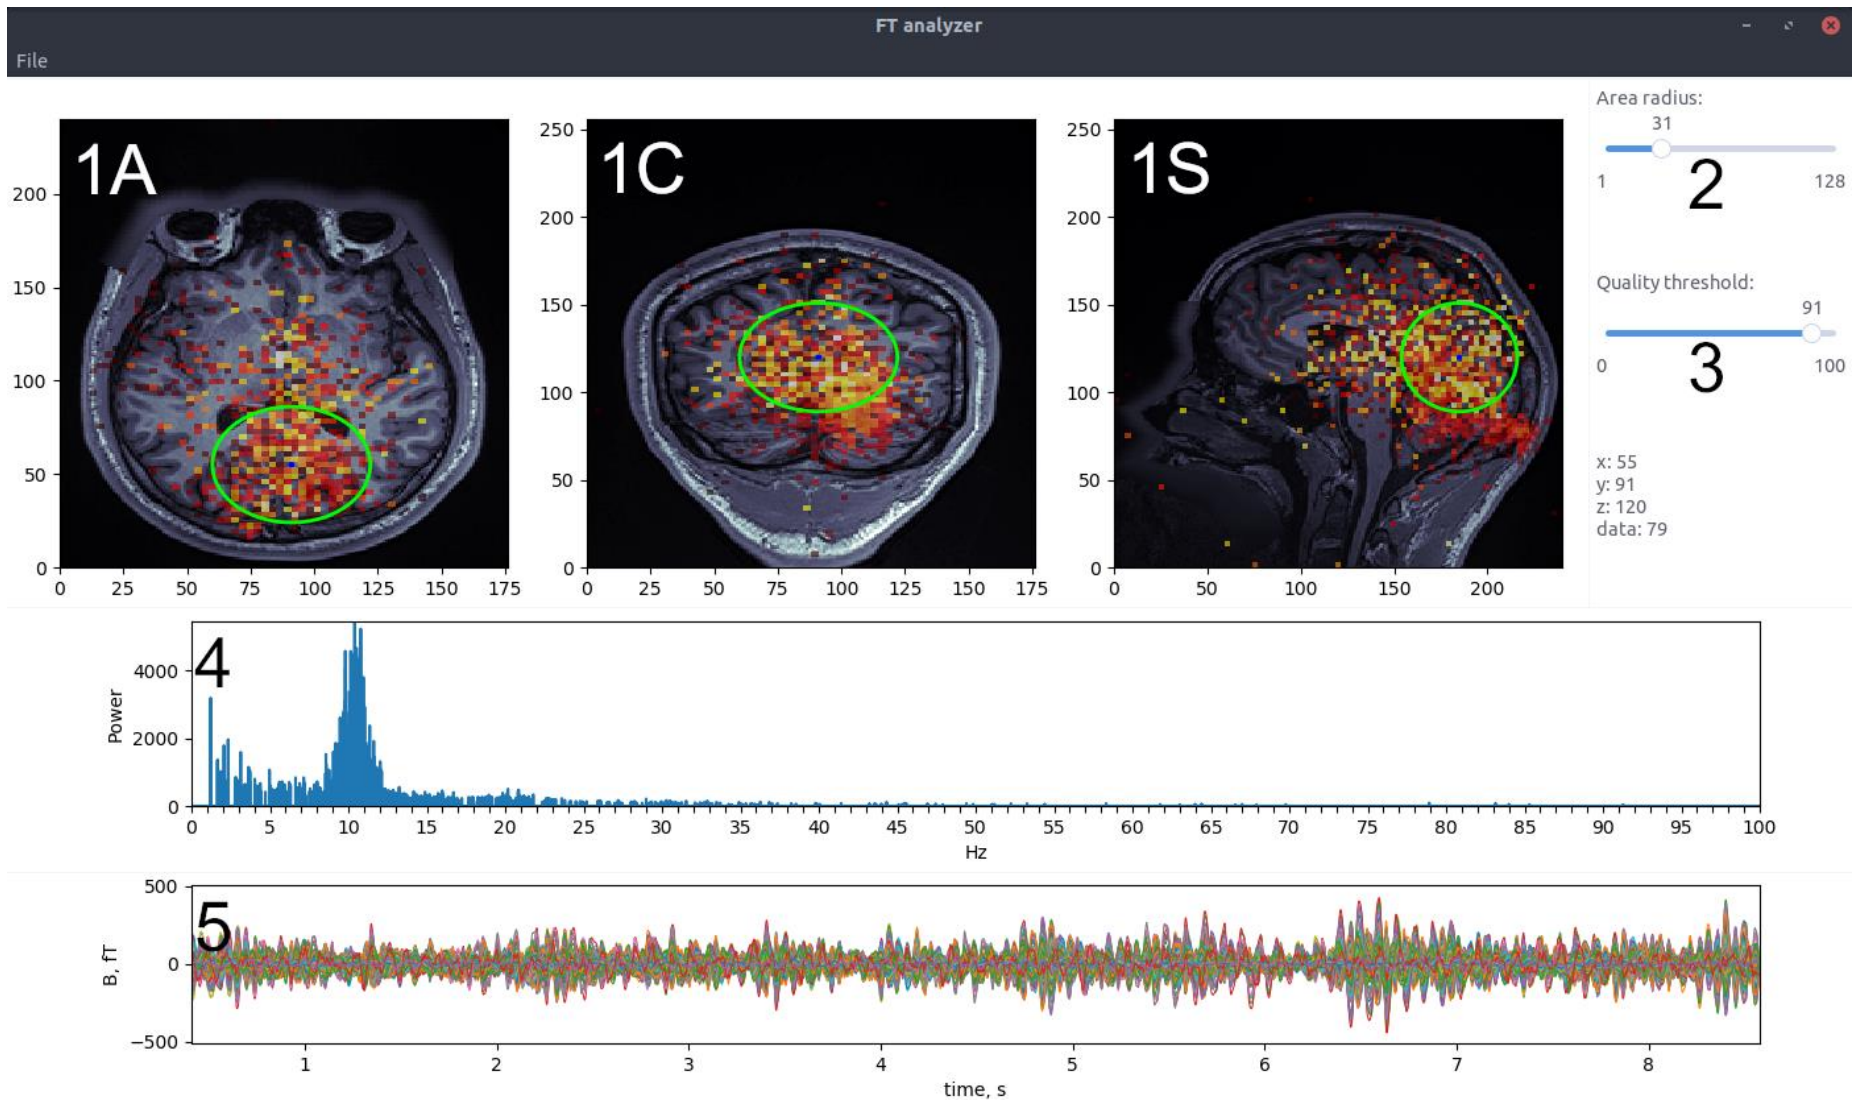 FT analyzer
File
1A
200
150
100
50
0
0 25 50 75 100 125 150 175
1C
250
200
150
100
50
0
0 25 50 75 100 125 150 175
1S
250
200
150
100
50
0
0 50 100 150 200
Area radius:
31
1 128
2
Quality threshold:
91
0 100
3
x: 55
y: 91
z: 120
data: 79
4
Power
4000
2000
0
0 5 10 15 20 25 30 35 40 45 50 55 60 65 70 75 80 85 90 95 100
Hz
5
B, fT
500
0
−500
1 2 3 4 5 6 7 8
time, s